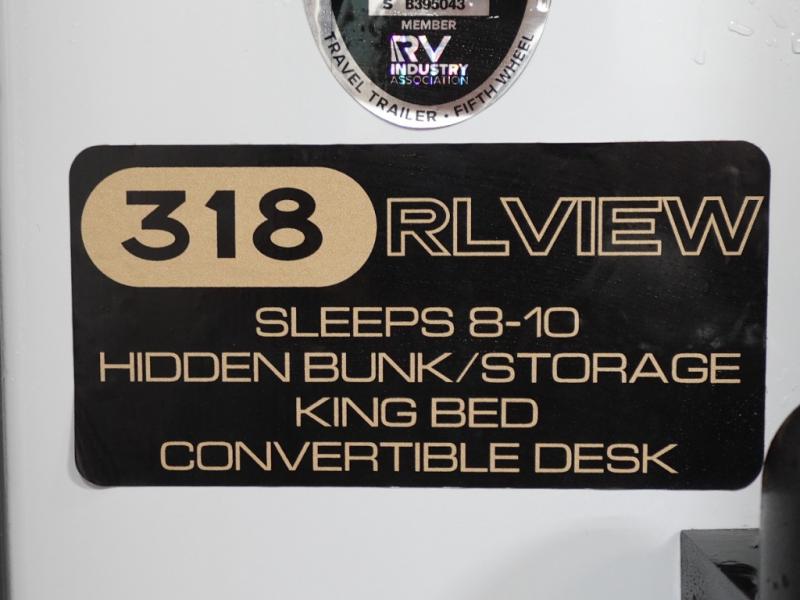 S B395043
MEMBER
RV
INDUSTRY
ASSOCIATION
TRAVEL TRAILER · FIFTH WHEEL
318 RLVIEW
SLEEPS 8-10
HIDDEN BUNK/STORAGE
KING BED
CONVERTIBLE DESK